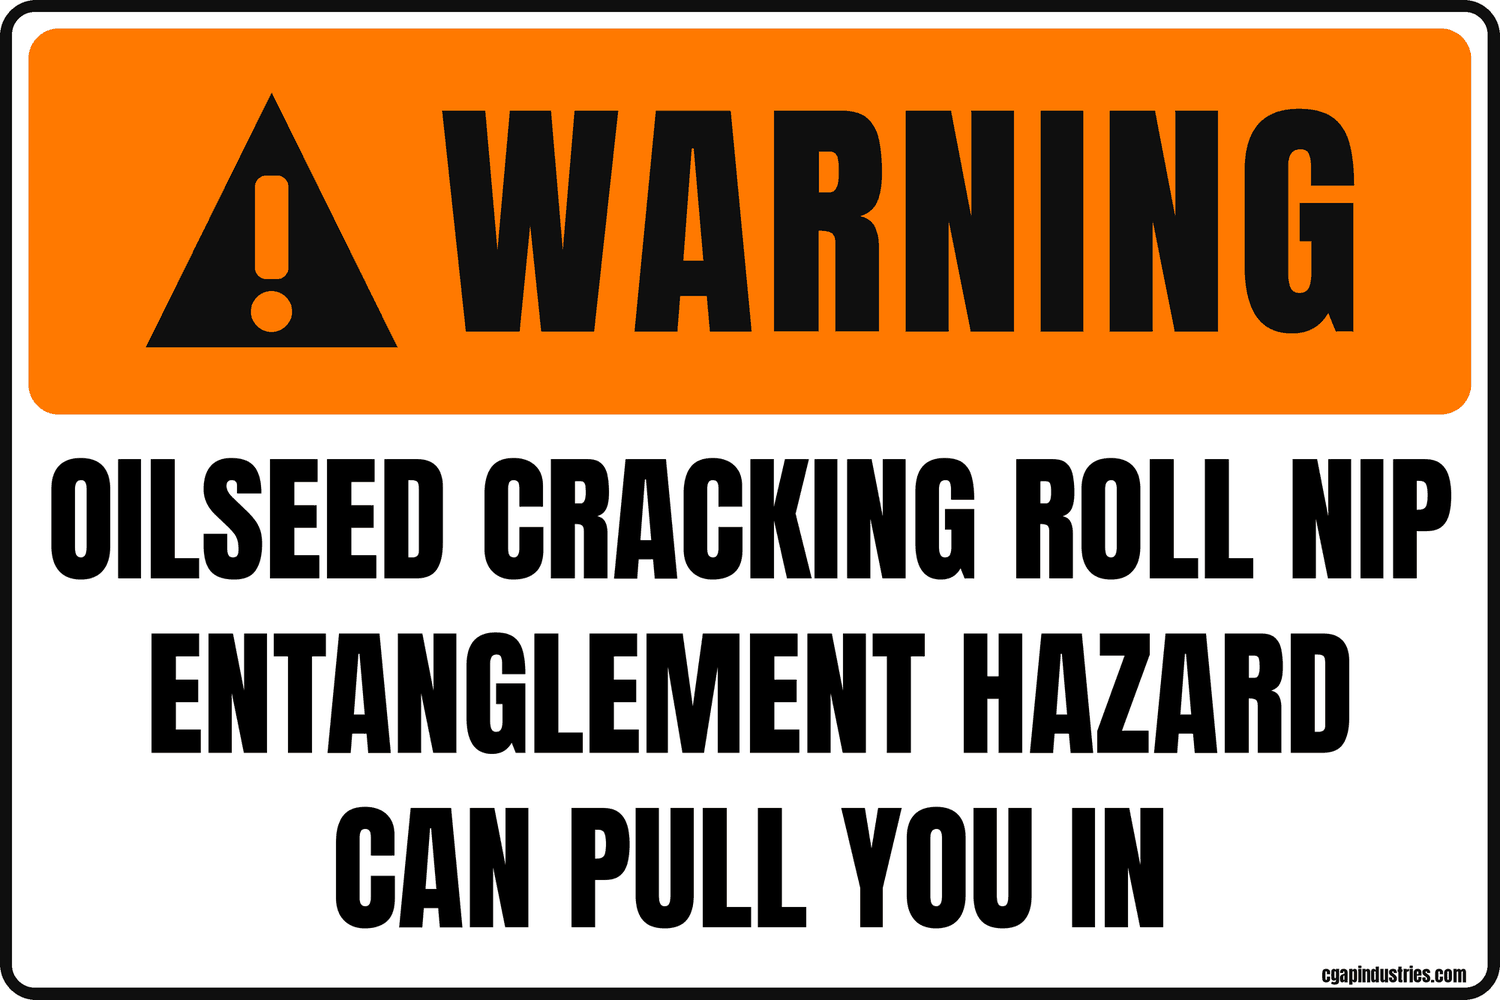 WARNING
OILSEED CRACKING ROLL NIP
ENTANGLEMENT HAZARD
CAN PULL YOU IN
cgapindustries.com